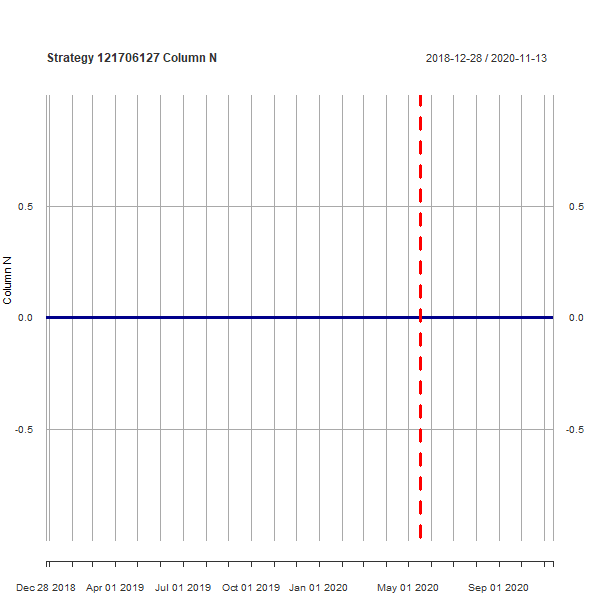 Strategy 121706127 Column N
2018-12-28 / 2020-11-13
0.5 0.5
Column N
0.0 0.0
-0.5 -0.5
Dec 28 2018 Apr 01 2019 Jul 01 2019 Oct 01 2019 Jan 01 2020 May 01 2020 Sep 01 2020